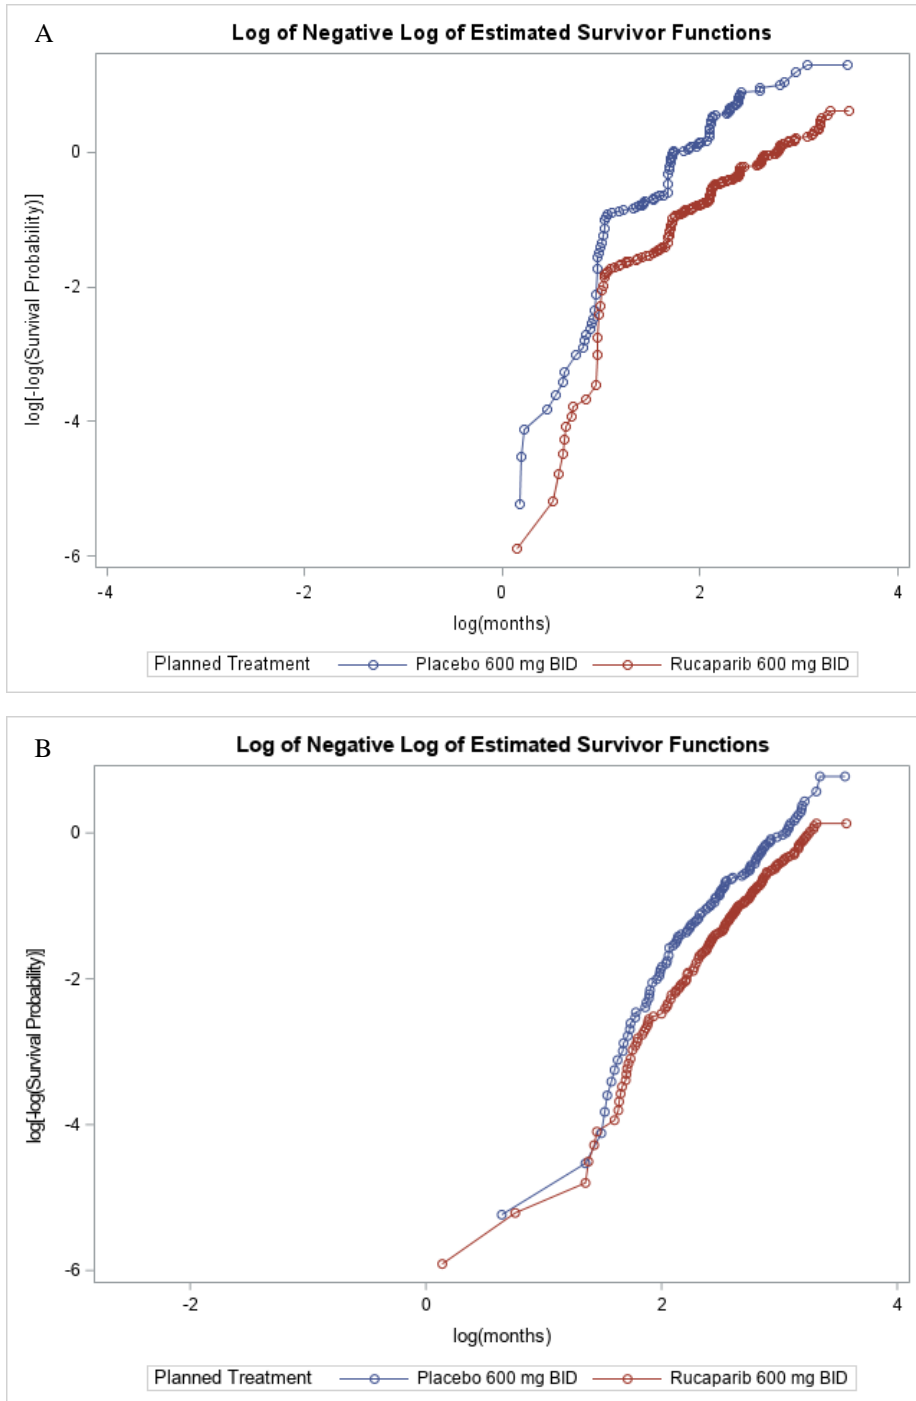 A
Log of Negative Log of Estimated Survivor Functions
log[-log(Survival Probability)]
0
-2
-4
-6
-4
-2
0
2
4
log(months)
Planned Treatment
Placebo 600 mg BID
Rucaparib 600 mg BID
B
Log of Negative Log of Estimated Survivor Functions
log[-log(Survival Probability)]
0
-2
-4
-6
-2
0
2
4
log(months)
Planned Treatment
Placebo 600 mg BID
Rucaparib 600 mg BID